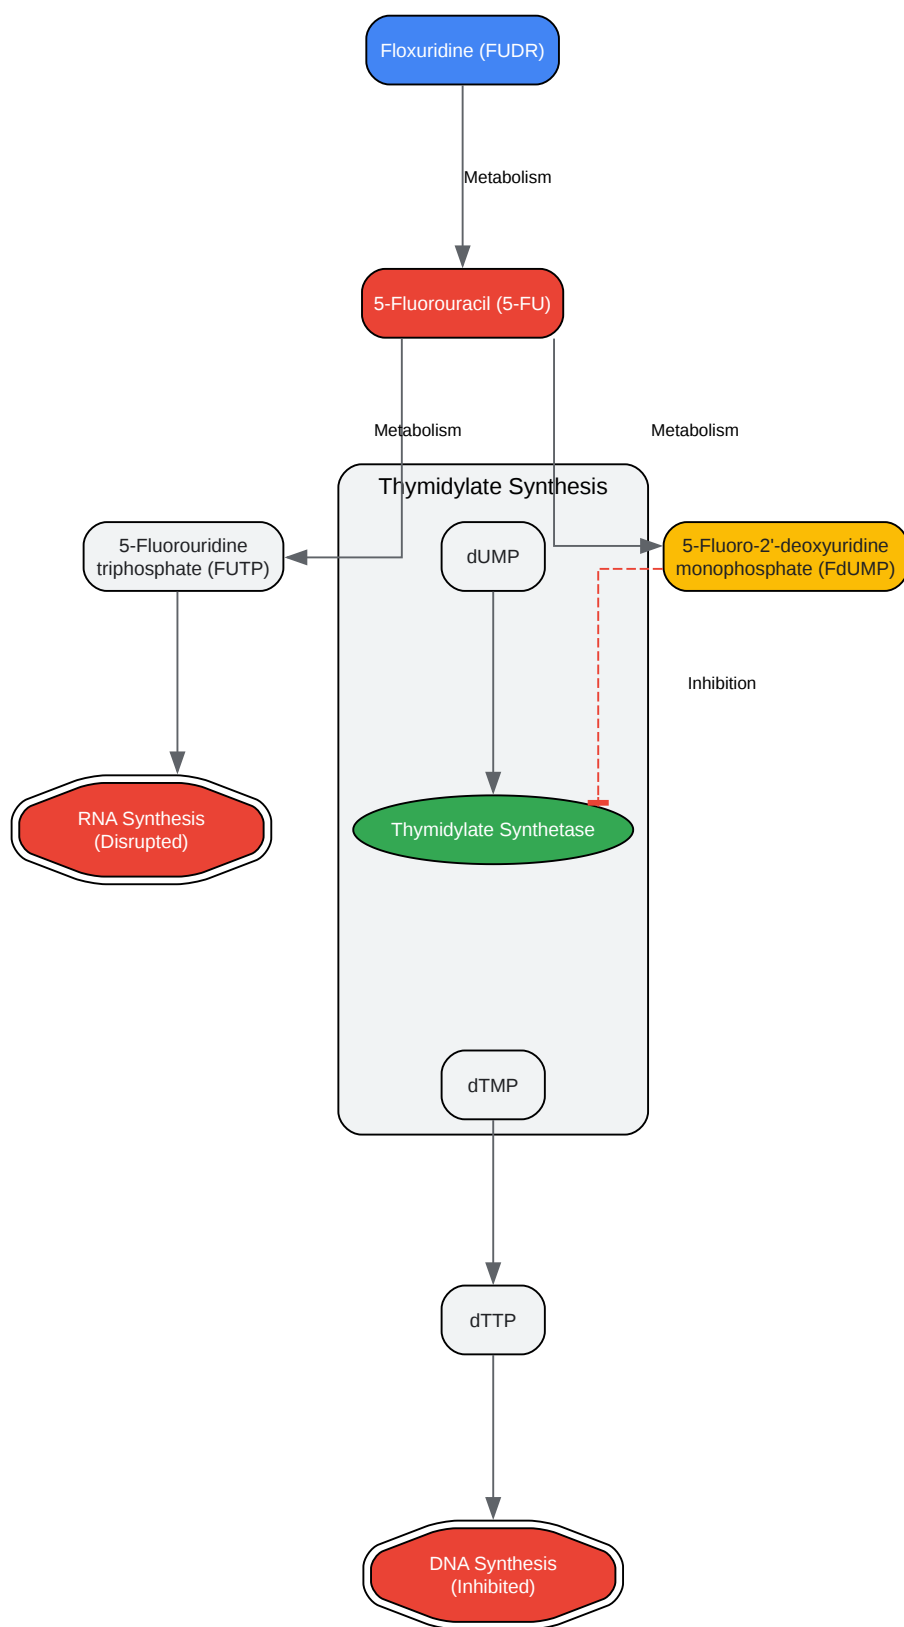 Floxuridine (FUDR)
Metabolism
5-Fluorouracil (5-FU)
Metabolism
Metabolism
Thymidylate Synthesis
5-Fluorouridine
triphosphate (FUTP)
dUMP
5-Fluoro-2'-deoxyuridine
monophosphate (FdUMP)
Inhibition
RNA Synthesis
(Disrupted)
Thymidylate Synthetase
dTMP
dTTP
DNA Synthesis
(Inhibited)